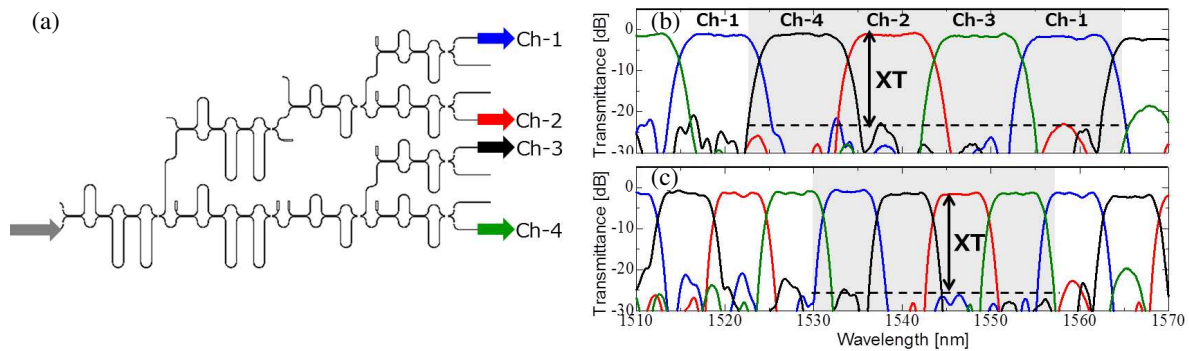 (a)
Ch-1
Ch-2
Ch-3
Ch-4
(b)
Ch-1 Ch-4 Ch-2 Ch-3 Ch-1
Transmittance [dB]
0
-10
-20
-30
XT
(c)
Transmittance [dB]
0
-10
-20
-30
XT
1510 1520 1530 1540 1550 1560 1570
Wavelength [nm]